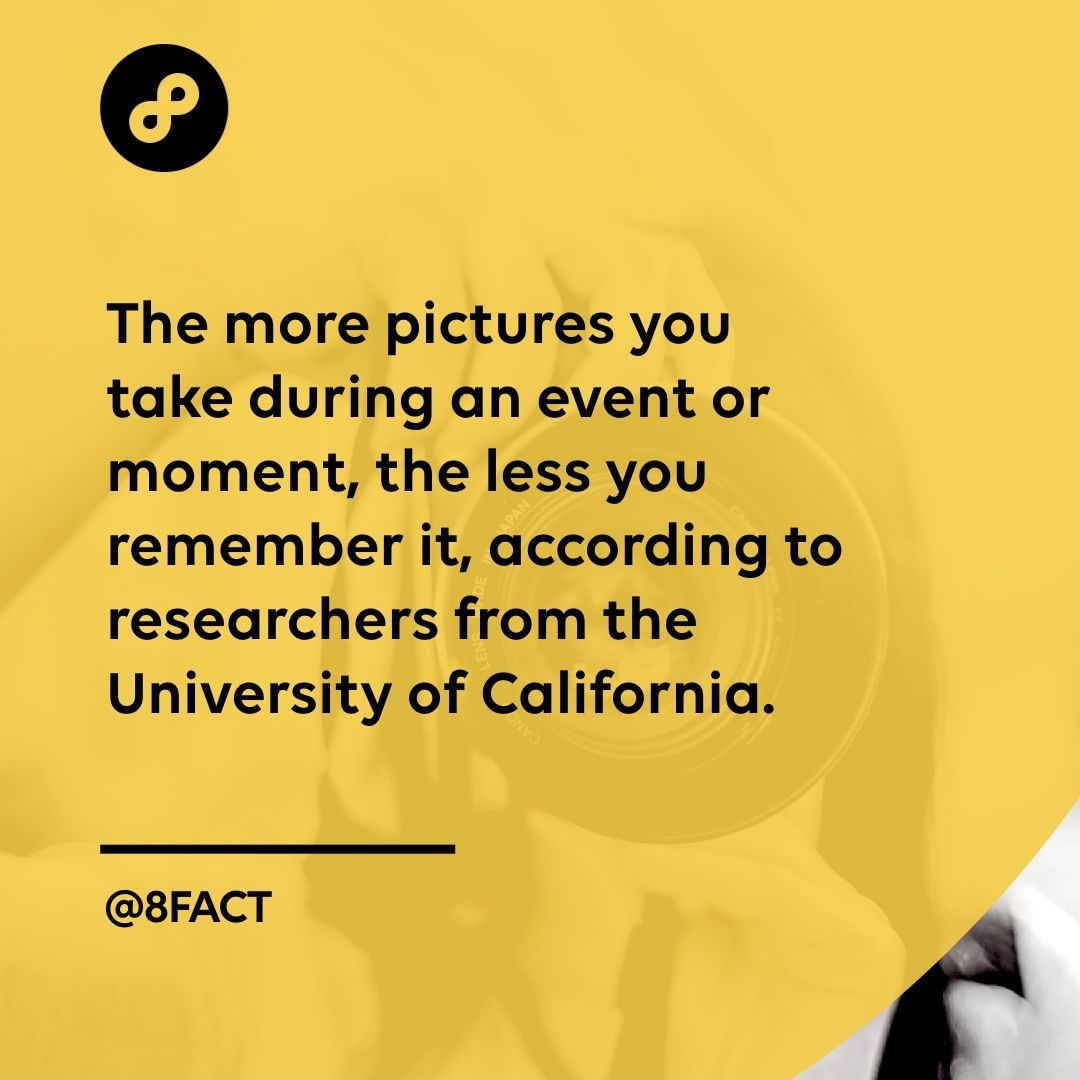 The more pictures you
take during an event or
moment, the less you
remember it, according to
researchers from the
University of California.
@8FACT